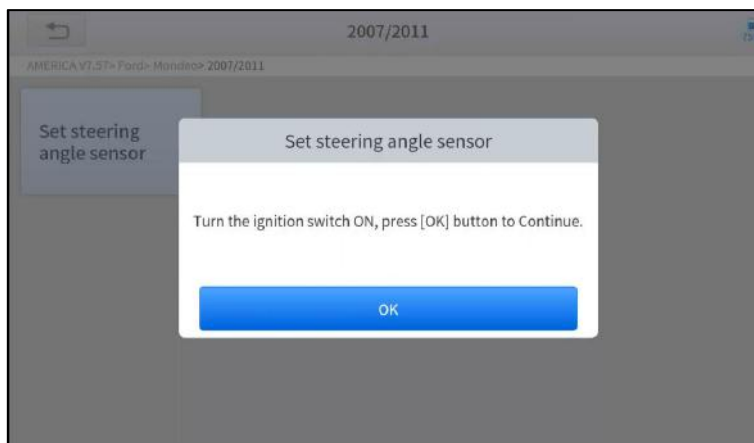 2007/2011
AMERICA V7.57> Ford> Mondeo> 2007/2011
Set steering
angle sensor
Set steering angle sensor
Turn the ignition switch ON, press [OK] button to Continue.
OK